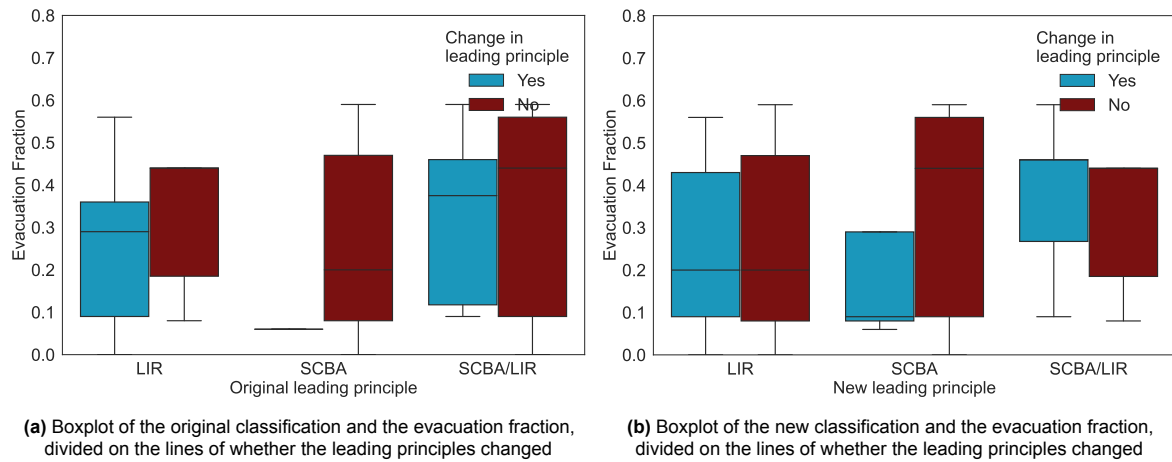 0.8
0.7
0.6
0.5
0.4
0.3
0.2
0.1
0.0
Evacuation Fraction
Change in
leading principle
Yes
No
LIR
SCBA
SCBA/LIR
Original leading principle
(a) Boxplot of the original classification and the evacuation fraction,
divided on the lines of whether the leading principles changed
0.8
0.7
0.6
0.5
0.4
0.3
0.2
0.1
0.0
Evacuation Fraction
Change in
leading principle
Yes
No
LIR
SCBA
SCBA/LIR
New leading principle
(b) Boxplot of the new classification and the evacuation fraction,
divided on the lines of whether the leading principles changed